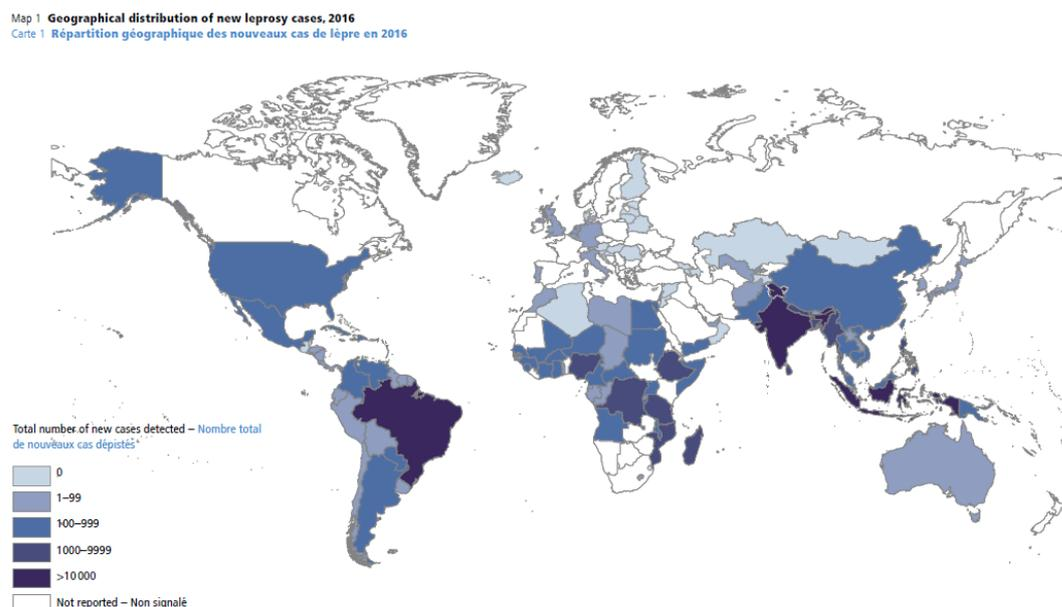 Map 1 Geographical distribution of new leprosy cases, 2016
Carte 1 Répartition géographique des nouveaux cas de lèpre en 2016
Total number of new cases detected – Nombre total
de nouveaux cas dépistés
0
1–99
100–999
1000–9999
>10 000
Not reported – Non signalé